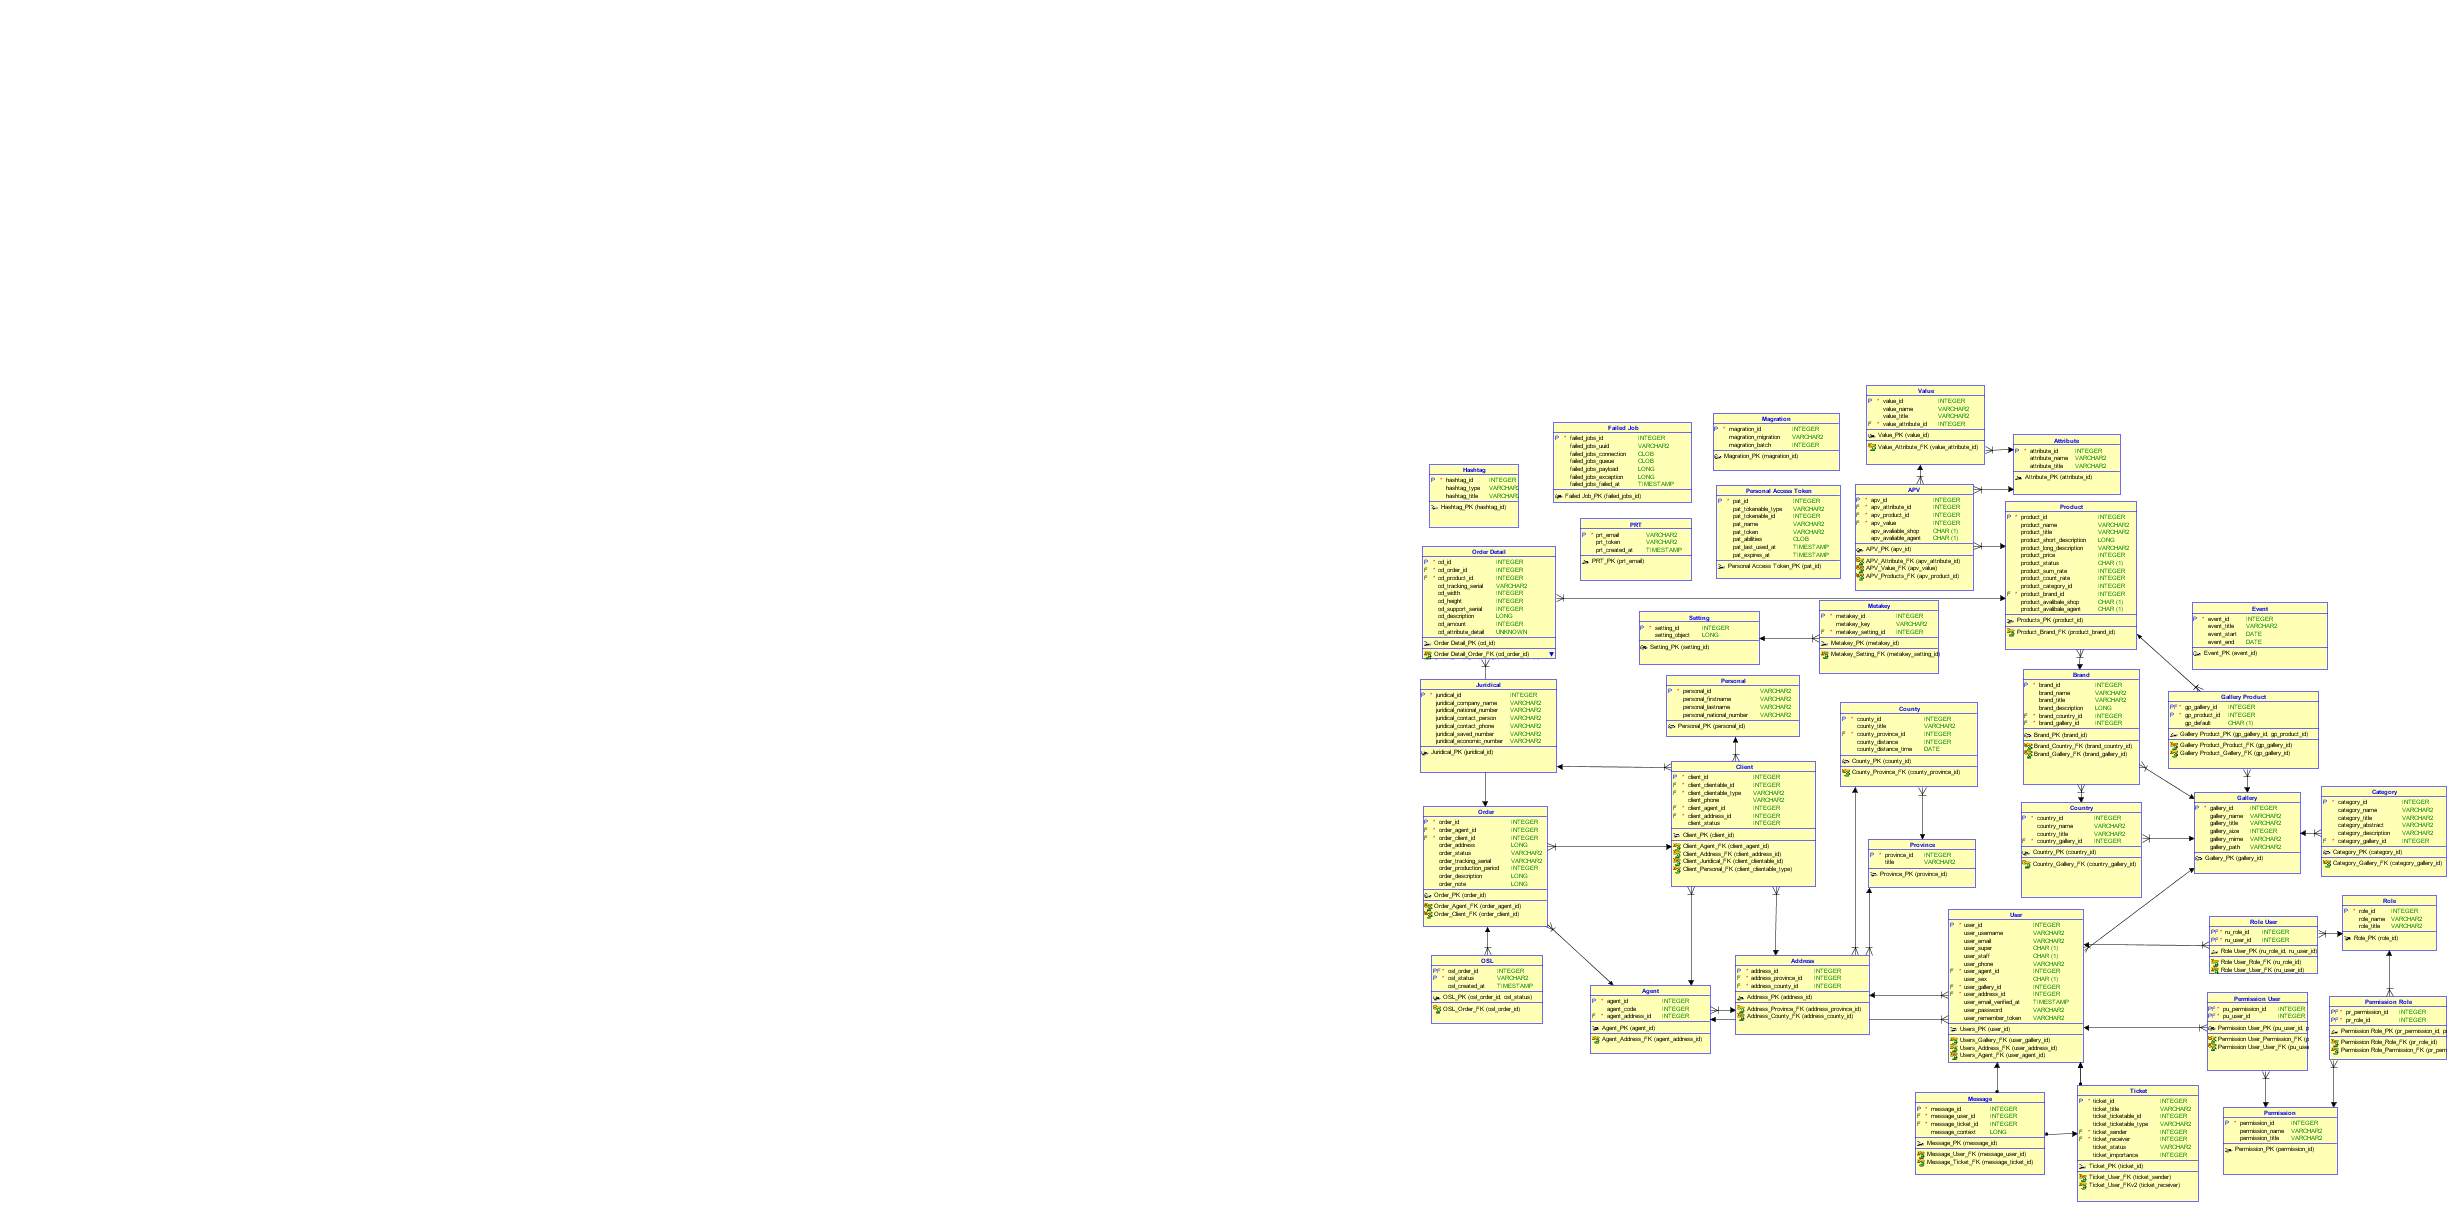 Value
P * value_id INTEGER
value_name VARCHAR2
value_title VARCHAR2
F * value_attribute_id INTEGER
Value_PK (value_id)
Value_Attribute_FK (value_attribute_id)
Magration
P * magration_id INTEGER
magration_migration VARCHAR2
magration_batch INTEGER
Magration_PK (magration_id)
Failed Job
P * failed_jobs_id INTEGER
failed_jobs_uuid VARCHAR2
failed_jobs_connection CLOB
failed_jobs_queue CLOB
failed_jobs_payload LONG
failed_jobs_exception LONG
failed_jobs_failed_at TIMESTAMP
Failed Job_PK (failed_jobs_id)
Attribute
P * attribute_id INTEGER
attribute_name VARCHAR2
attribute_title VARCHAR2
Attribute_PK (attribute_id)
Hashtag
P * hashtag_id INTEGER
hashtag_type VARCHAR2
hashtag_title VARCHAR2
Hashtag_PK (hashtag_id)
Personal Access Token
P * pat_id INTEGER
pat_tokenable_type VARCHAR2
pat_tokenable_id INTEGER
pat_name VARCHAR2
pat_token VARCHAR2
pat_abilities CLOB
pat_last_used_at TIMESTAMP
pat_expires_at TIMESTAMP
Personal Access Token_PK (pat_id)
APV
P * apv_id INTEGER
F * apv_attribute_id INTEGER
F * apv_product_id INTEGER
F * apv_value INTEGER
apv_avaliable_shop CHAR (1)
apv_avaliable_agent CHAR (1)
APV_PK (apv_id)
APV_Attribute_FK (apv_attribute_id)
APV_Value_FK (apv_value)
APV_Products_FK (apv_product_id)
Product
P * product_id INTEGER
product_name VARCHAR2
product_title VARCHAR2
product_short_description LONG
product_long_description VARCHAR2
product_price INTEGER
product_status CHAR (1)
product_sum_rate INTEGER
product_count_rate INTEGER
product_category_id INTEGER
F * product_brand_id INTEGER
product_avalibale_shop CHAR (1)
product_avalibale_agent CHAR (1)
Products_PK (product_id)
Product_Brand_FK (product_brand_id)
PRT
P * prt_email VARCHAR2
prt_token VARCHAR2
prt_created_at TIMESTAMP
PRT_PK (prt_email)
Order Detail
P * od_id INTEGER
F * od_order_id INTEGER
F * od_product_id INTEGER
od_tracking_serial VARCHAR2
od_width INTEGER
od_height INTEGER
od_support_serial INTEGER
od_description LONG
od_amount INTEGER
od_attribute_detail UNKNOWN
Order Detail_PK (od_id)
Order Detail_Order_FK (od_order_id)
Metakey
P * metakey_id INTEGER
metakey_key VARCHAR2
F * metakey_setting_id INTEGER
Metakey_PK (metakey_id)
Metakey_Setting_FK (metakey_setting_id)
Setting
P * setting_id INTEGER
setting_object LONG
Setting_PK (setting_id)
Event
P * event_id INTEGER
event_title VARCHAR2
event_start DATE
event_end DATE
Event_PK (event_id)
Juridical
P * juridical_id INTEGER
juridical_company_name VARCHAR2
juridical_national_number VARCHAR2
juridical_contact_person VARCHAR2
juridical_contact_phone VARCHAR2
juridical_saved_number VARCHAR2
juridical_economic_number VARCHAR2
Juridical_PK (juridical_id)
Personal
P * personal_id VARCHAR2
personal_firstname VARCHAR2
personal_lastname VARCHAR2
personal_national_number VARCHAR2
Personal_PK (personal_id)
Brand
P * brand_id INTEGER
brand_name VARCHAR2
brand_title VARCHAR2
brand_description LONG
F * brand_country_id INTEGER
F * brand_gallery_id INTEGER
Brand_PK (brand_id)
Brand_Country_FK (brand_country_id)
Brand_Gallery_FK (brand_gallery_id)
Gallery Product
PF * gp_gallery_id INTEGER
P * gp_product_id INTEGER
gp_default CHAR (1)
Gallery Product_PK (gp_gallery_id, gp_product_id)
Gallery Product_Product_FK (gp_gallery_id)
Gallery Product_Gallery_FK (gp_gallery_id)
County
P * county_id INTEGER
county_title VARCHAR2
F * county_province_id INTEGER
county_distance INTEGER
county_distance_time DATE
County_PK (county_id)
County_Province_FK (county_province_id)
Client
P * client_id INTEGER
F * client_clientable_id INTEGER
F * client_clientable_type VARCHAR2
client_phone VARCHAR2
F * client_agent_id INTEGER
F * client_address_id INTEGER
client_status INTEGER
Client_PK (client_id)
Client_Agent_FK (client_agent_id)
Client_Address_FK (client_address_id)
Client_Juridical_FK (client_clientable_id)
Client_Personal_FK (client_clientable_type)
Order
P * order_id INTEGER
F * order_agent_id INTEGER
F * order_client_id INTEGER
order_address LONG
order_status VARCHAR2
order_tracking_serial VARCHAR2
order_production_period INTEGER
order_description LONG
order_note LONG
Order_PK (order_id)
Order_Agent_FK (order_agent_id)
Order_Client_FK (order_client_id)
Country
P * country_id INTEGER
country_name VARCHAR2
country_title VARCHAR2
F * country_gallery_id INTEGER
Country_PK (country_id)
Country_Gallery_FK (country_gallery_id)
Gallery
P * gallery_id INTEGER
gallery_name VARCHAR2
gallery_title VARCHAR2
gallery_size INTEGER
gallery_mime VARCHAR2
gallery_path VARCHAR2
Gallery_PK (gallery_id)
Category
P * category_id INTEGER
category_name VARCHAR2
category_title VARCHAR2
category_abstract VARCHAR2
category_description VARCHAR2
F * category_gallery_id INTEGER
Category_PK (category_id)
Category_Gallery_FK (category_gallery_id)
Province
P * province_id INTEGER
title VARCHAR2
Province_PK (province_id)
Role
P * role_id INTEGER
role_name VARCHAR2
role_title VARCHAR2
Role_PK (role_id)
User
P * user_id INTEGER
user_username VARCHAR2
user_email VARCHAR2
user_super CHAR (1)
user_staff CHAR (1)
user_phone VARCHAR2
F * user_agent_id INTEGER
user_sex CHAR (1)
F * user_gallery_id INTEGER
F * user_address_id INTEGER
user_email_verified_at TIMESTAMP
user_password VARCHAR2
user_remember_token VARCHAR2
Users_PK (user_id)
Users_Gallery_FK (user_gallery_id)
Users_Address_FK (user_address_id)
Users_Agent_FK (user_agent_id)
Role User
PF * ru_role_id INTEGER
PF * ru_user_id INTEGER
Role User_PK (ru_role_id, ru_user_id)
Role User_Role_FK (ru_role_id)
Role User_User_FK (ru_user_id)
OSL
PF * osl_order_id INTEGER
P * osl_status VARCHAR2
osl_created_at TIMESTAMP
OSL_PK (osl_order_id, osl_status)
OSL_Order_FK (osl_order_id)
Address
P * address_id INTEGER
F * address_province_id INTEGER
F * address_county_id INTEGER
Address_PK (address_id)
Address_Province_FK (address_province_id)
Address_County_FK (address_county_id)
Agent
P * agent_id INTEGER
agent_code INTEGER
F * agent_address_id INTEGER
Agent_PK (agent_id)
Agent_Address_FK (agent_address_id)
Permission User
PF * pu_permission_id INTEGER
PF * pu_user_id INTEGER
Permission User_PK (pu_user_id, p
Permission User_Permission_FK (p
Permission User_User_FK (pu_user
Permission Role
PF * pr_permission_id INTEGER
PF * pr_role_id INTEGER
Permission Role_PK (pr_permission_id, p
Permission Role_Role_FK (pr_role_id)
Permission Role_Permission_FK (pr_perm
Message
P * message_id INTEGER
F * message_user_id INTEGER
F * message_ticket_id INTEGER
message_context LONG
Message_PK (message_id)
Message_User_FK (message_user_id)
Message_Ticket_FK (message_ticket_id)
Ticket
P * ticket_id INTEGER
ticket_title VARCHAR2
ticket_ticketable_id INTEGER
ticket_ticketable_type VARCHAR2
F * ticket_sender INTEGER
F * ticket_receiver INTEGER
ticket_status VARCHAR2
ticket_importance INTEGER
Ticket_PK (ticket_id)
Ticket_User_FK (ticket_sender)
Ticket_User_FKv2 (ticket_receiver)
Permission
P * permission_id INTEGER
permission_name VARCHAR2
permission_title VARCHAR2
Permission_PK (permission_id)